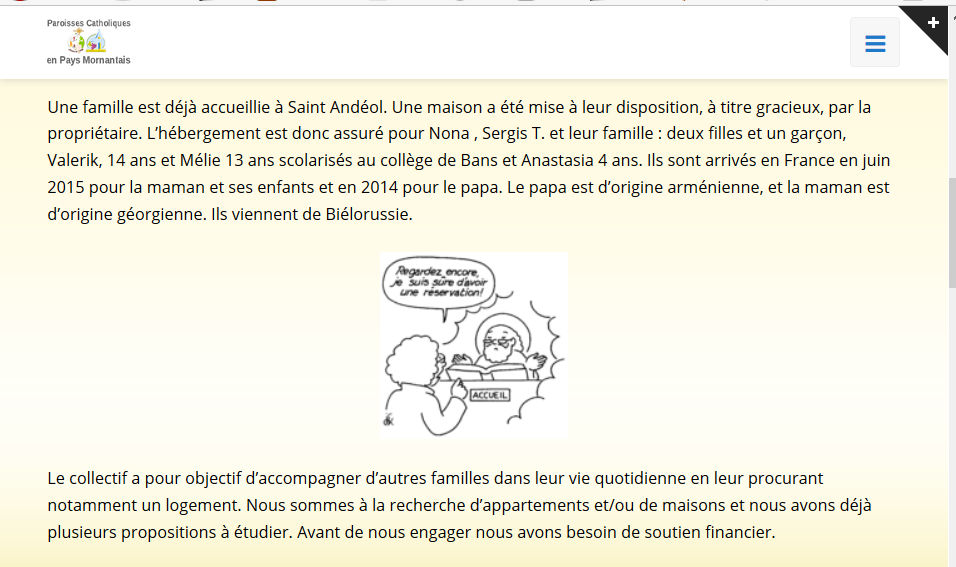 Paroisses Catholiques
en Pays Mornantais
Une famille est déjà accueillie à Saint Andéol. Une maison a été mise à leur disposition, à titre gracieux, par la
propriétaire. L’hébergement est donc assuré pour Nona , Sergis T. et leur famille : deux filles et un garçon,
Valerik, 14 ans et Mélie 13 ans scolarisés au collège de Bans et Anastasia 4 ans. Ils sont arrivés en France en juin
2015 pour la maman et ses enfants et en 2014 pour le papa. Le papa est d’origine arménienne, et la maman est
d’origine géorgienne. Ils viennent de Biélorussie.
Regardez encore,
je suis sûre d'avoir
une réservation!
ACCUEIL
Le collectif a pour objectif d’accompagner d’autres familles dans leur vie quotidienne en leur procurant
notamment un logement. Nous sommes à la recherche d’appartements et/ou de maisons et nous avons déjà
plusieurs propositions à étudier. Avant de nous engager nous avons besoin de soutien financier.